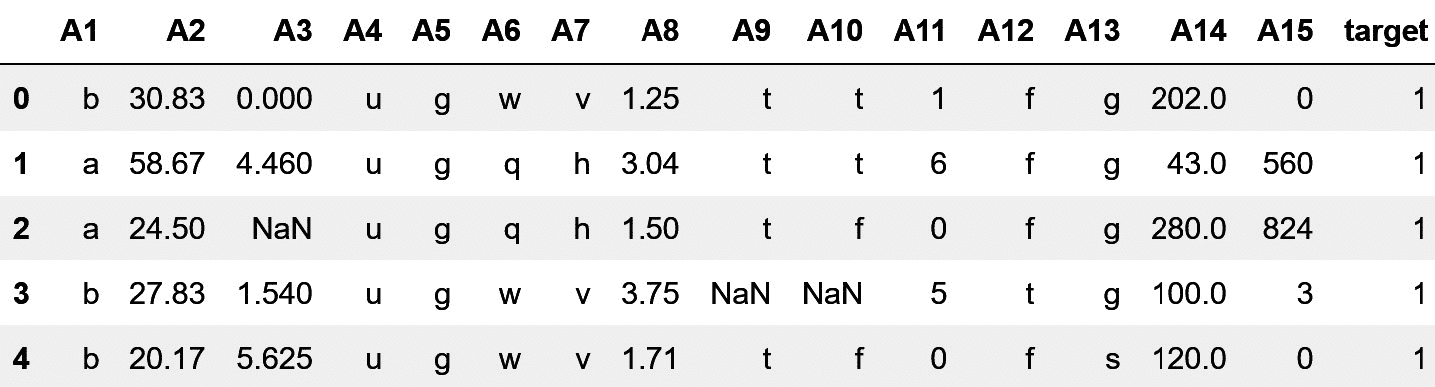 A1 A2 A3 A4 A5 A6 A7 A8 A9 A10 A11 A12 A13 A14 A15 target
0 b 30.83 0.000 u g w v 1.25 t t 1 f g 202.0 0 1
1 a 58.67 4.460 u g q h 3.04 t t 6 f g 43.0 560 1
2 a 24.50 NaN u g q h 1.50 t f 0 f g 280.0 824 1
3 b 27.83 1.540 u g w v 3.75 NaN NaN 5 t g 100.0 3 1
4 b 20.17 5.625 u g w v 1.71 t f 0 f s 120.0 0 1